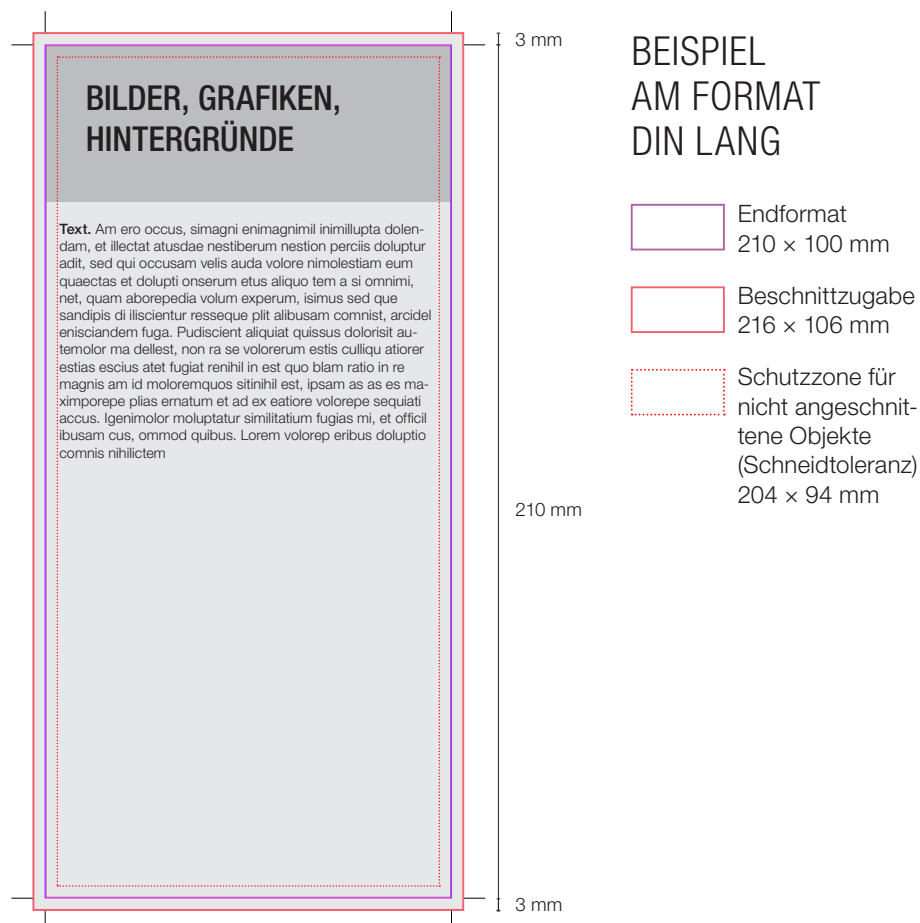 3 mm
BEISPIEL
AM FORMAT
DIN LANG
BILDER, GRAFIKEN,
HINTERGRÜNDE
Text. Am ero occus, simagni enimagnimil inimillupta dolen-
dam, et illectat atusdae nestiberum nestion perciis doluptur
adit, sed qui occusam velis auda volore nimolestiam eum
quaectas et dolupti onserum etus aliquo tem a si omnimi,
net, quam aborepedia volum experum, isimus sed que
sandipis di iliscientur resseque plit alibusam comnist, arcidel
enisciandem fuga. Pudiscient aliquiat quissus dolorisit au-
temolor ma dellest, non ra se volorerum estis culliqu atiorer
estias escius atet fugiat renihil in est quo blam ratio in re
magnis am id moloremquos sitinihil est, ipsam as as es ma-
ximporepe plias ernatum et ad ex eatiore volorepe sequiati
accus. Igenimolor moluptatur similitatium fugias mi, et officil
ibusam cus, ommod quibus. Lorem volorep eribus doluptio
comnis nihilictem
Endformat
210 × 100 mm
Beschnittzugabe
216 × 106 mm
Schutzzone für
nicht angeschnit-
tene Objekte
(Schneidtoleranz)
204 × 94 mm
210 mm
3 mm